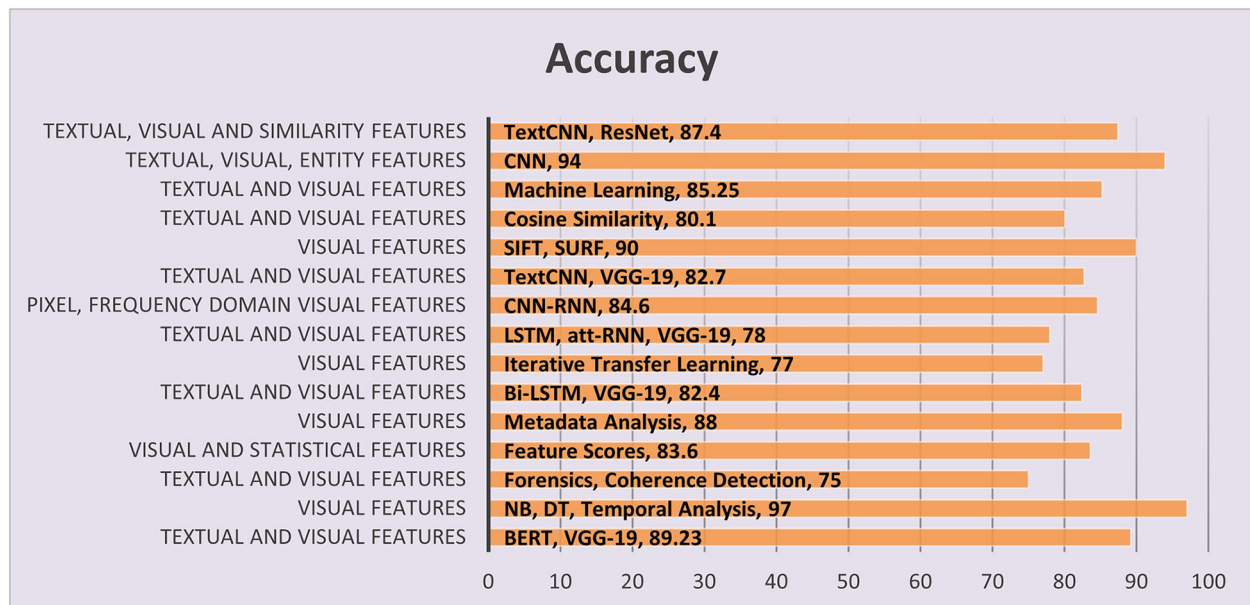 Accuracy
TEXTUAL, VISUAL AND SIMILARITY FEATURES TextCNN, ResNet, 87.4
TEXTUAL, VISUAL, ENTITY FEATURES CNN, 94
TEXTUAL AND VISUAL FEATURES Machine Learning, 85.25
TEXTUAL AND VISUAL FEATURES Cosine Similarity, 80.1
VISUAL FEATURES SIFT, SURF, 90
TEXTUAL AND VISUAL FEATURES TextCNN, VGG-19, 82.7
PIXEL, FREQUENCY DOMAIN VISUAL FEATURES CNN-RNN, 84.6
TEXTUAL AND VISUAL FEATURES LSTM, att-RNN, VGG-19, 78
VISUAL FEATURES Iterative Transfer Learning, 77
TEXTUAL AND VISUAL FEATURES Bi-LSTM, VGG-19, 82.4
VISUAL FEATURES Metadata Analysis, 88
VISUAL AND STATISTICAL FEATURES Feature Scores, 83.6
TEXTUAL AND VISUAL FEATURES Forensics, Coherence Detection, 75
VISUAL FEATURES NB, DT, Temporal Analysis, 97
TEXTUAL AND VISUAL FEATURES BERT, VGG-19, 89.23
0 10 20 30 40 50 60 70 80 90 100